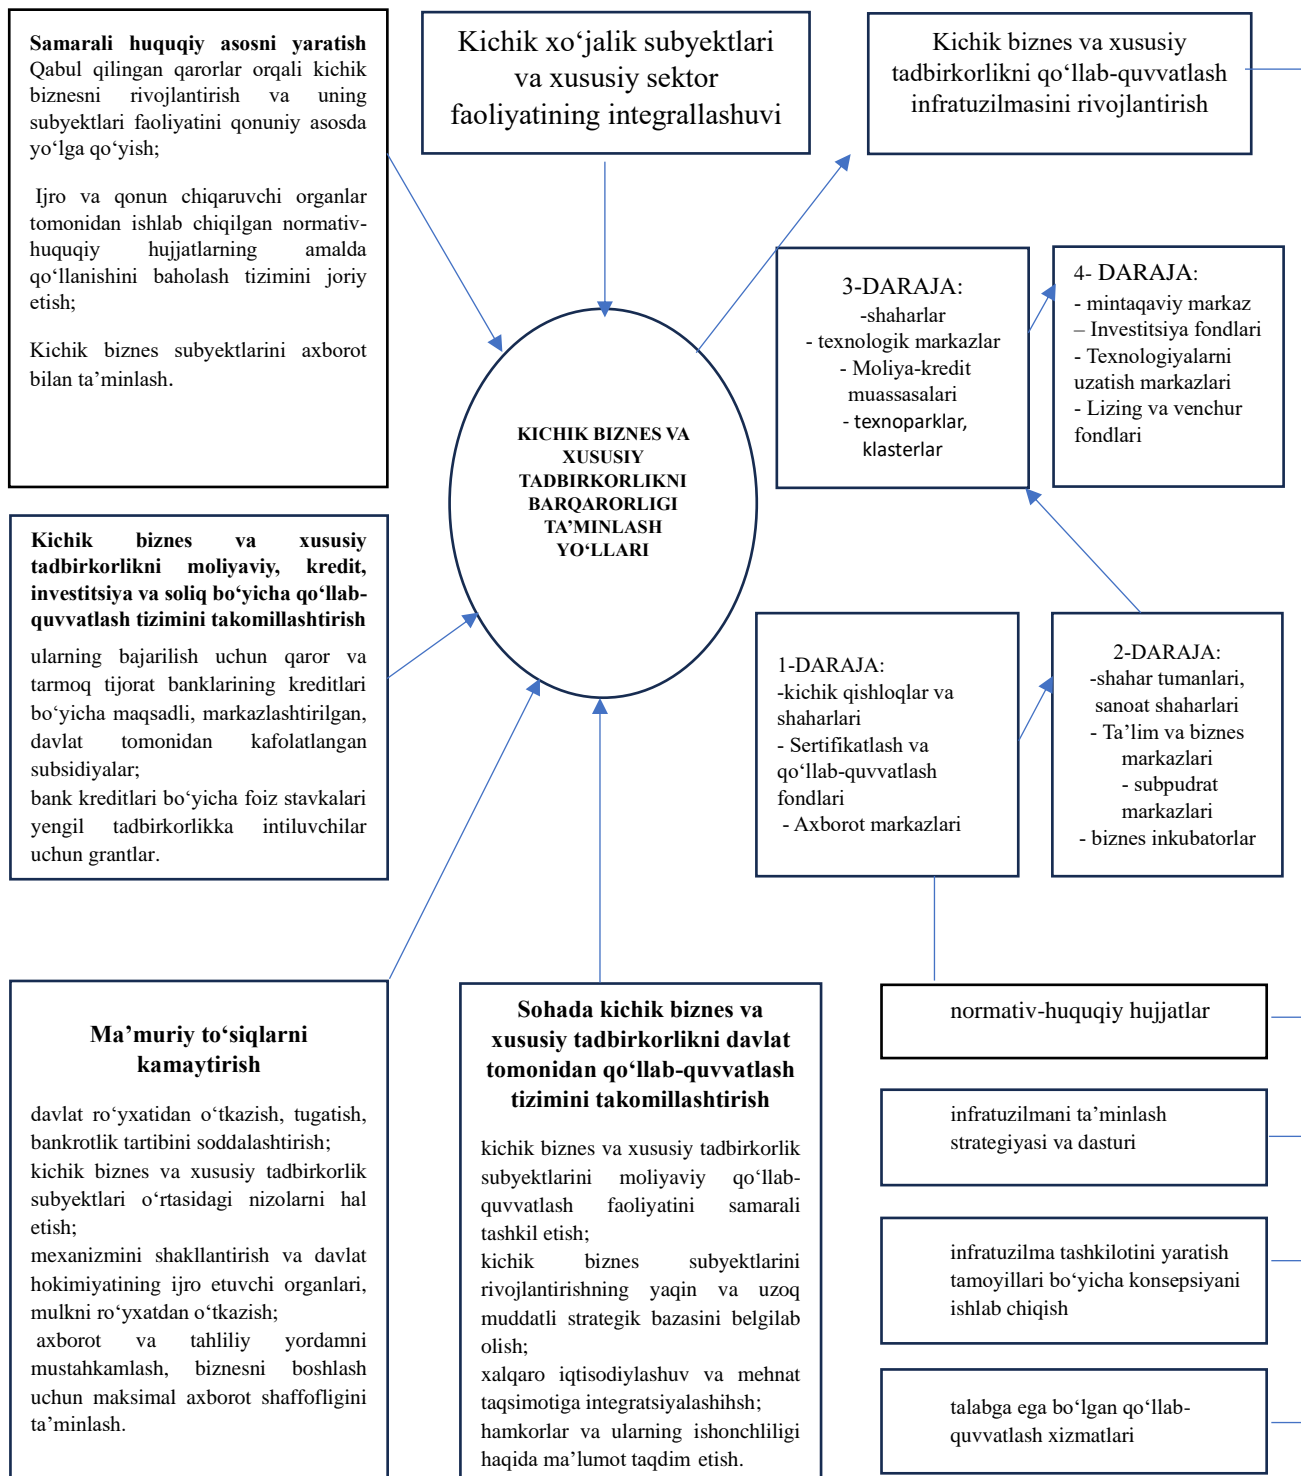 Samarali huquqiy asosni yaratish
Qabul qilingan qarorlar orqali kichik
biznesni rivojlantirish va uning
subyektlari faoliyatini qonuniy asosda
yo‘lga qo‘yish;
Ijro va qonun chiqaruvchi organlar
tomonidan ishlab chiqilgan normativ-
huquqiy hujjatlarning amalda
qo‘llanishini baholash tizimini joriy
etish;
Kichik biznes subyektlarini axborot
bilan ta’minlash.
Kichik xo‘jalik subyektlari
va xususiy sektor
faoliyatining integrallashuvi
Kichik biznes va xususiy
tadbirkorlikni qo‘llab-quvvatlash
infratuzilmasini rivojlantirish
3-DARAJA:
-shaharlar
- texnologik markazlar
- Moliya-kredit
muassasalari
- texnoparklar,
klasterlar
4- DARAJA:
- mintaqaviy markaz
– Investitsiya fondlari
- Texnologiyalarni
uzatish markazlari
- Lizing va venchur
fondlari
KICHIK BIZNES VA
XUSUSIY
TADBIRKORLIKNI
BARQARORLIGI
TA’MINLASH
YO‘LLARI
Kichik biznes va xususiy
tadbirkorlikni moliyaviy, kredit,
investitsiya va soliq bo‘yicha qo‘llab-
quvvatlash tizimini takomillashtirish
ularning bajarilish uchun qaror va
tarmoq tijorat banklarining kreditlari
bo‘yicha maqsadli, markazlashtirilgan,
davlat tomonidan kafolatlangan
subsidiyalar;
bank kreditlari bo‘yicha foiz stavkalari
yengil tadbirkorlikka intiluvchilar
uchun grantlar.
1-DARAJA:
-kichik qishloqlar va
shaharlari
- Sertifikatlash va
qo‘llab-quvvatlash
fondlari
- Axborot markazlari
2-DARAJA:
-shahar tumanlari,
sanoat shaharlari
- Ta’lim va biznes
markazlari
- subpudrat
markazlari
- biznes inkubatorlar
Ma’muriy to‘siqlarni
kamaytirish
davlat ro‘yxatidan o‘tkazish, tugatish,
bankrotlik tartibini soddalashtirish;
kichik biznes va xususiy tadbirkorlik
subyektlari o‘rtasidagi nizolarni hal
etish;
mexanizmini shakllantirish va davlat
hokimiyatining ijro etuvchi organlari,
mulkni ro‘yxatdan o‘tkazish;
axborot va tahliliy yordamni
mustahkamlash, biznesni boshlash
uchun maksimal axborot shaffofligini
ta’minlash.
Sohada kichik biznes va
xususiy tadbirkorlikni davlat
tomonidan qo‘llab-quvvatlash
tizimini takomillashtirish
kichik biznes va xususiy tadbirkorlik
subyektlarini moliyaviy qo‘llab-
quvvatlash faoliyatini samarali
tashkil etish;
kichik biznes subyektlarini
rivojlantirishning yaqin va uzoq
muddatli strategik bazasini belgilab
olish;
xalqaro iqtisodiylashuv va mehnat
taqsimotiga integratsiyalashihsh;
hamkorlar va ularning ishonchliligi
haqida ma’lumot taqdim etish.
normativ-huquqiy hujjatlar
infratuzilmani ta’minlash
strategiyasi va dasturi
infratuzilma tashkilotini yaratish
tamoyillari bo‘yicha konsepsiyani
ishlab chiqish
talabga ega bo‘lgan qo‘llab-
quvvatlash xizmatlari